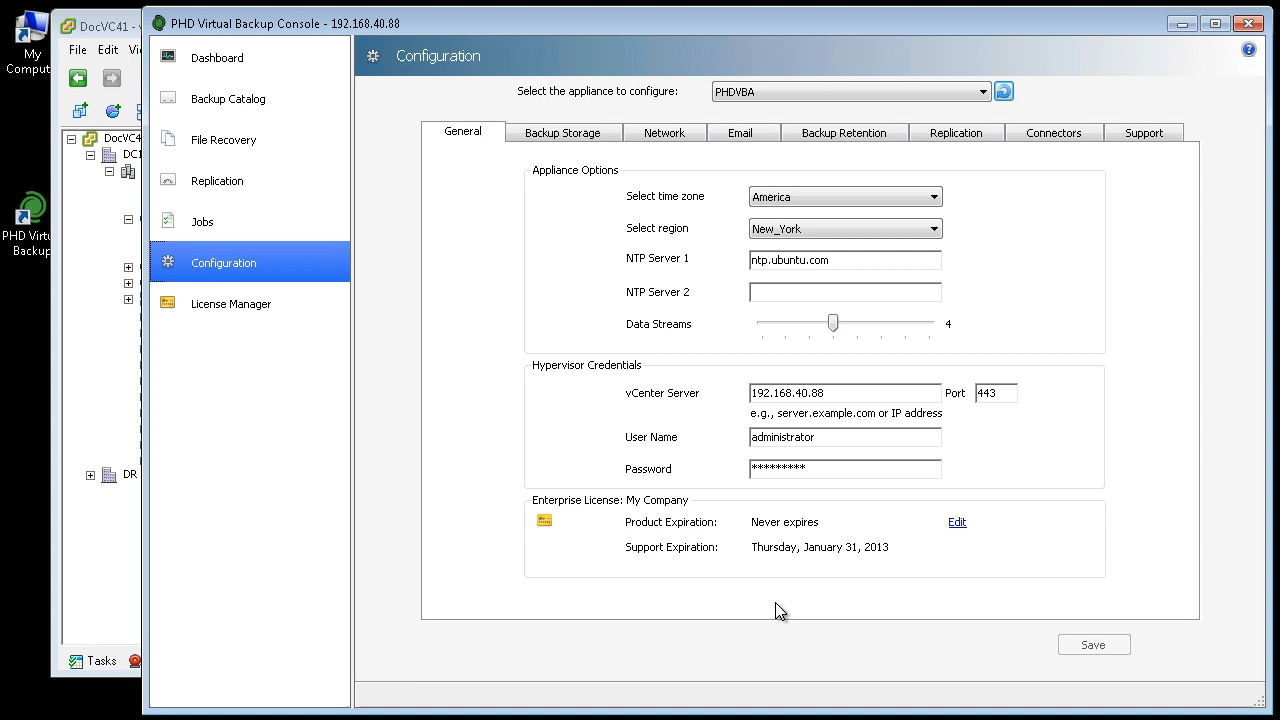 My
Comput
PHD Virtu
Backup
DocVC41 - v
File Edit Vi
DocVC4
DC1
DR
Tasks
PHD Virtual Backup Console - 192.168.40.88
Dashboard
Backup Catalog
File Recovery
Replication
Jobs
Configuration
License Manager
Configuration
Select the appliance to configure: PHDVBA
General Backup Storage Network Email Backup Retention Replication Connectors Support
Appliance Options
Select time zone America
Select region New_York
NTP Server 1 ntp.ubuntu.com
NTP Server 2
Data Streams 4
Hypervisor Credentials
vCenter Server 192.168.40.88 Port 443
e.g., server.example.com or IP address
User Name administrator
Password *********
Enterprise License: My Company
Product Expiration: Never expires Edit
Support Expiration: Thursday, January 31, 2013
Save